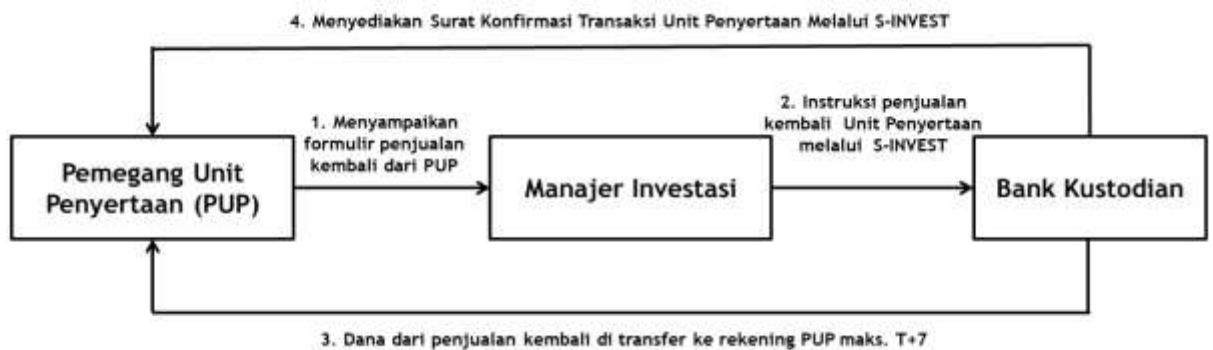 4. Menyediakan Surat Konfirmasi Transaksi Unit Penyertaan Melalui S-INVEST
1. Menyampaikan
formulir penjualan
kembali dari PUP
2. Instruksi penjualan
kembali Unit Penyertaan
melalui S-INVEST
Pemegang Unit
Penyertaan (PUP)
Manajer Investasi
Bank Kustodian
3. Dana dari penjualan kembali di transfer ke rekening PUP maks. T+7